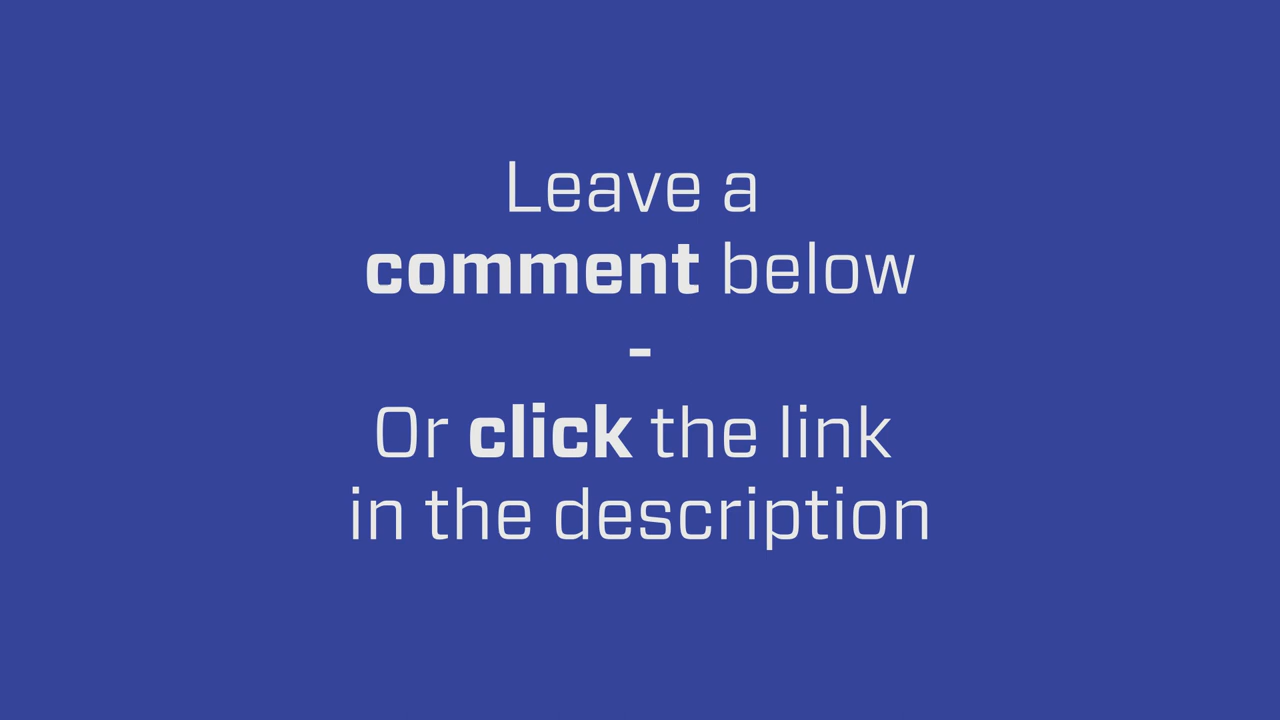 Leave a
comment below
-
Or click the link
in the description